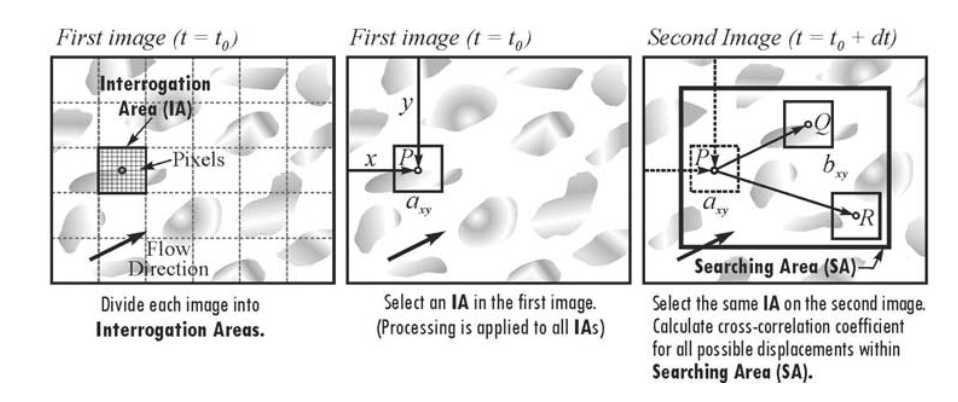 First image (t = t0)
Interrogation
Area (IA)
Pixels
Flow
Direction
Divide each image into
Interrogation Areas.
First image (t = t0)
y
x
P
axy
Select an IA in the first image.
(Processing is applied to all IAs)
Second Image (t = t0 + dt)
Q
P
bxy
axy
R
Searching Area (SA)
Select the same IA on the second image.
Calculate cross-correlation coefficient
for all possible displacements within
Searching Area (SA).